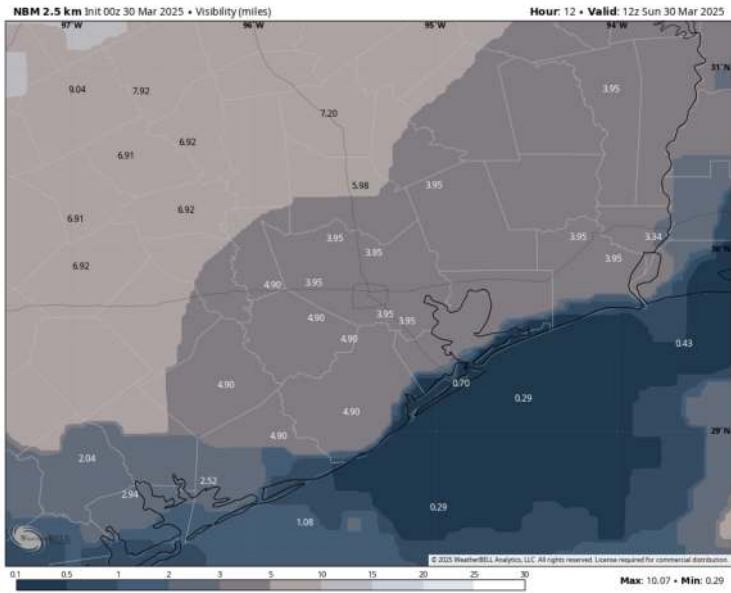 NBM 2.5 km Init 00z 30 Mar 2025 • Visibility (miles)
Hour: 12 • Valid: 12z Sun 30 Mar 2025
97°W 96°W 95°W 94°W
31°N
9.04 7.92 3.95
7.20
6.92
6.91
5.98 3.95
6.92
6.91
3.95 3.95 3.34
3.95 30°N
3.95
6.92
4.90 3.95
4.90 3.95 3.95
4.90 0.43
4.90 0.70
0.29
4.90
4.90 29°N
2.04
2.52
2.94
0.29
1.08
WeatherBELL
© 2025 WeatherBELL Analytics, LLC. All rights reserved. License required for commercial distribution.
0.1 0.5 1 2 3 5 10 15 20 25 30
Max: 10.07 • Min: 0.29